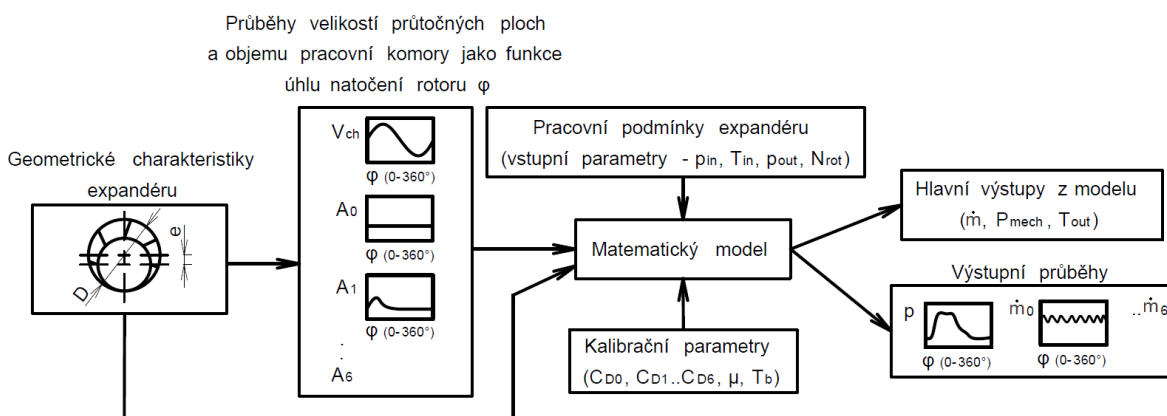 Průběhy velikostí průtočných ploch
a objemu pracovní komory jako funkce
úhlu natočení rotoru φ
Geometrické charakteristiky
expandéru
e
D
Vch
φ (0-360°)
A0
φ (0-360°)
A1
φ (0-360°)
.
.
A6
Pracovní podmínky expandéru
(vstupní parametry - pin, Tin, pout, Nrot)
Matematický model
Kalibrační parametry
(CD0, CD1..CD6, μ, Tb)
Hlavní výstupy z modelu
(ṁ, Pmech, Tout)
Výstupní průběhy
p
φ (0-360°)
ṁ0
φ (0-360°)
..ṁ6